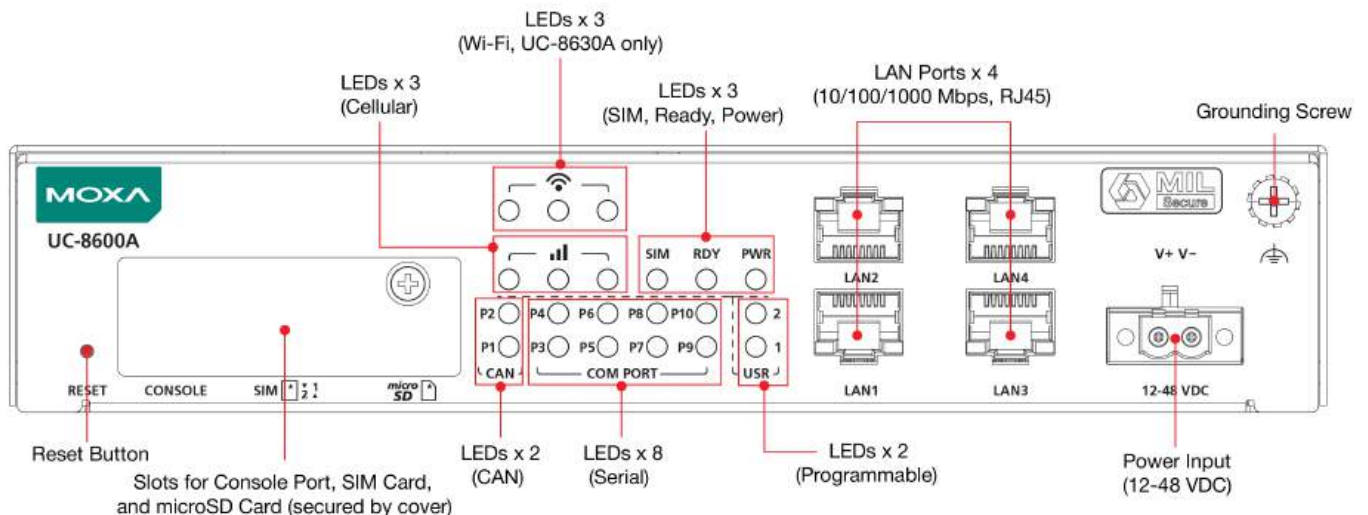 LEDs x 3
(Wi-Fi, UC-8630A only)
LEDs x 3
(Cellular)
LEDs x 3
(SIM, Ready, Power)
LAN Ports x 4
(10/100/1000 Mbps, RJ45)
Grounding Screw
MOXA
UC-8600A
MIL
Secure
SIM RDY PWR
LAN2
LAN4
V+ V−
P2 P4 P6 P8 P10 2
P1 P3 P5 P7 P9 1
CAN COM PORT USR
RESET
CONSOLE
SIM 1
2
micro
SD
LAN1
LAN3
12-48 VDC
Reset Button
Slots for Console Port, SIM Card,
and microSD Card (secured by cover)
LEDs x 2
(CAN)
LEDs x 8
(Serial)
LEDs x 2
(Programmable)
Power Input
(12-48 VDC)